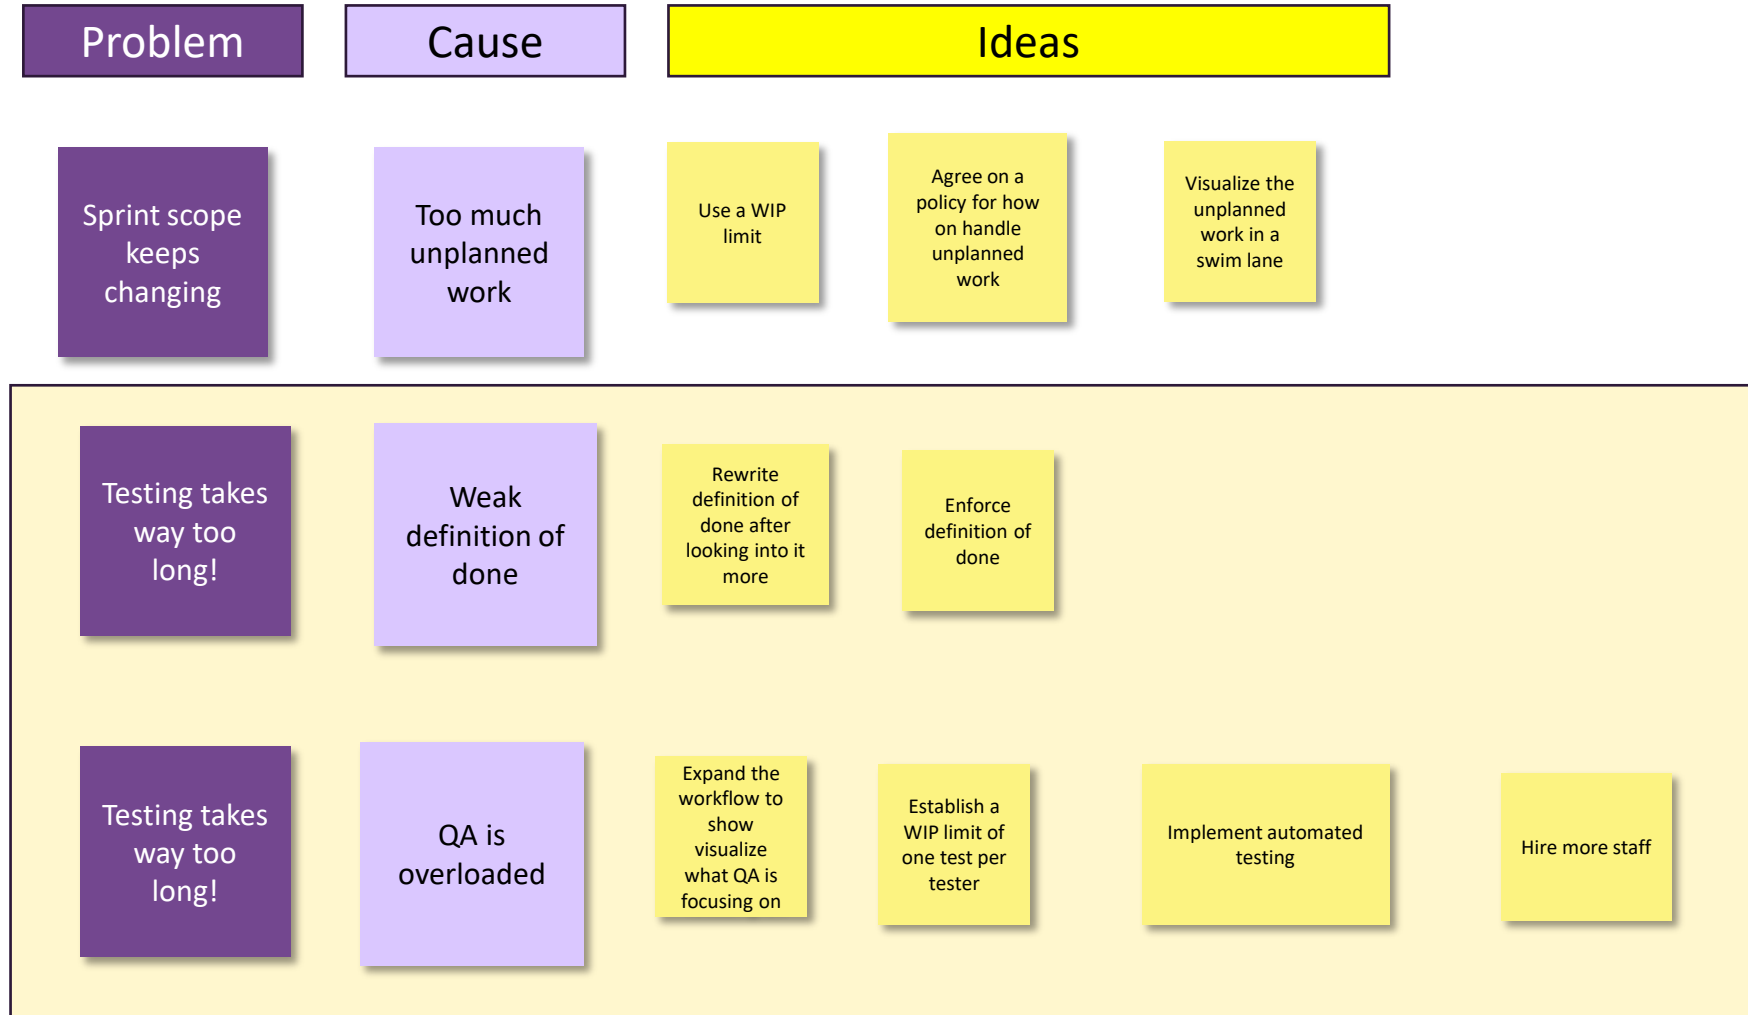 Problem
Cause
Ideas
Sprint scope
keeps
changing
Too much
unplanned
work
Use a WIP
limit
Agree on a
policy for how
on handle
unplanned
work
Visualize the
unplanned
work in a
swim lane
Testing takes
way too
long!
Weak
definition of
done
Rewrite
definition of
done after
looking into it
more
Enforce
definition of
done
Testing takes
way too
long!
QA is
overloaded
Expand the
workflow to
show
visualize
what QA is
focusing on
Establish a
WIP limit of
one test per
tester
Implement automated
testing
Hire more staff